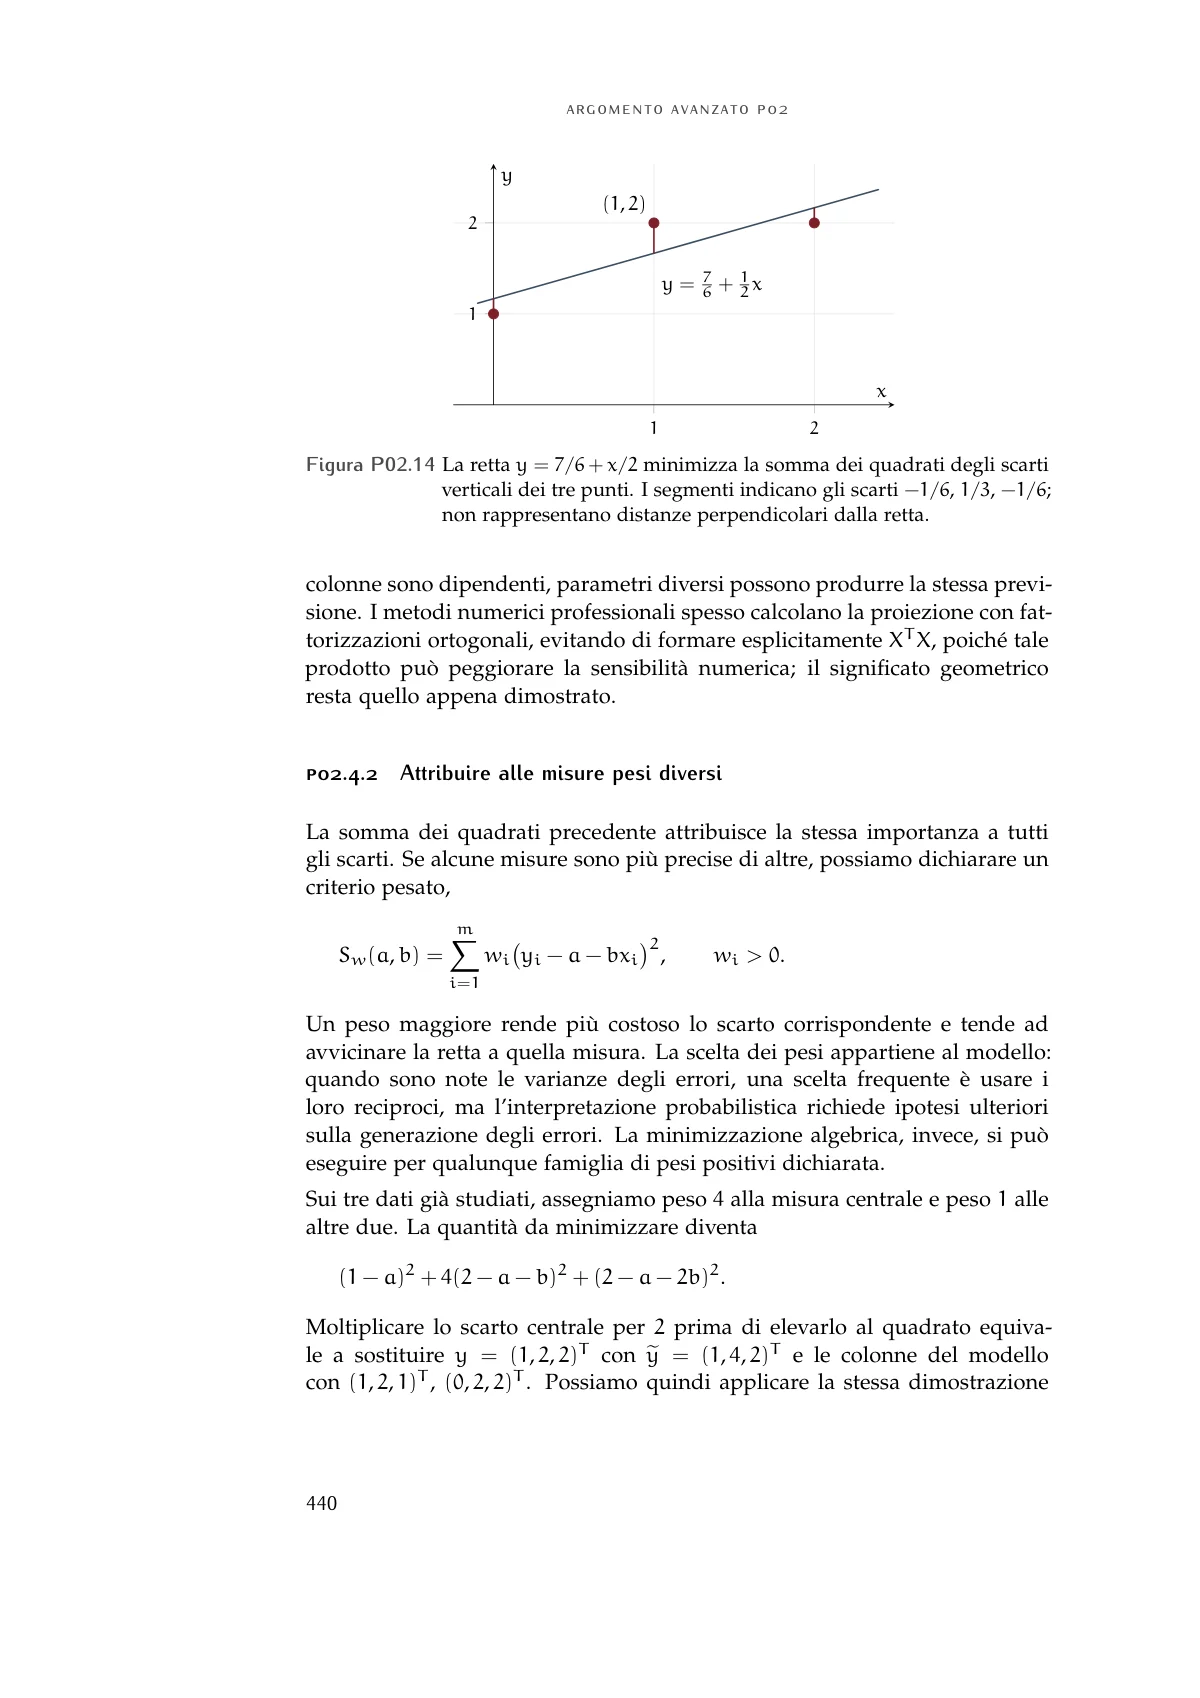 ARGOMENTO AVANZATO P02
y
(1, 2)
2
y = 7/6 + 1/2 x
1
x
1 2
Figura P02.14 La retta y = 7/6 + x/2 minimizza la somma dei quadrati degli scarti
verticali dei tre punti. I segmenti indicano gli scarti −1/6, 1/3, −1/6;
non rappresentano distanze perpendicolari dalla retta.
colonne sono dipendenti, parametri diversi possono produrre la stessa previ-
sione. I metodi numerici professionali spesso calcolano la proiezione con fat-
torizzazioni ortogonali, evitando di formare esplicitamente XᵀX, poiché tale
prodotto può peggiorare la sensibilità numerica; il significato geometrico
resta quello appena dimostrato.
P02.4.2 Attribuire alle misure pesi diversi
La somma dei quadrati precedente attribuisce la stessa importanza a tutti
gli scarti. Se alcune misure sono più precise di altre, possiamo dichiarare un
criterio pesato,
S_w(a, b) = ∑_{i=1}^{m} w_i(y_i − a − bx_i)², w_i > 0.
Un peso maggiore rende più costoso lo scarto corrispondente e tende ad
avvicinare la retta a quella misura. La scelta dei pesi appartiene al modello:
quando sono note le varianze degli errori, una scelta frequente è usare i
loro reciproci, ma l'interpretazione probabilistica richiede ipotesi ulteriori
sulla generazione degli errori. La minimizzazione algebrica, invece, si può
eseguire per qualunque famiglia di pesi positivi dichiarata.
Sui tre dati già studiati, assegniamo peso 4 alla misura centrale e peso 1 alle
altre due. La quantità da minimizzare diventa
(1 − a)² + 4(2 − a − b)² + (2 − a − 2b)².
Moltiplicare lo scarto centrale per 2 prima di elevarlo al quadrato equiva-
le a sostituire y = (1, 2, 2)ᵀ con ỹ = (1, 4, 2)ᵀ e le colonne del modello
con (1, 2, 1)ᵀ, (0, 2, 2)ᵀ. Possiamo quindi applicare la stessa dimostrazione
440